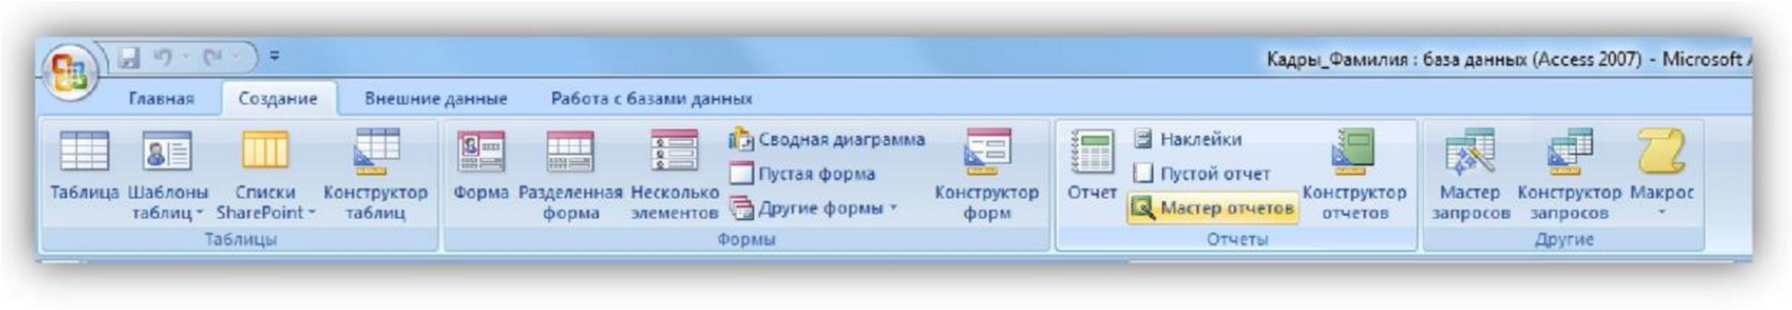 Кадры_Фамилия : база данных (Access 2007) - Microsoft
Главная Создание Внешние данные Работа с базами данных
Таблица
Шаблоны
таблиц
Списки
SharePoint
Конструктор
таблиц
Таблицы
Форма
Разделенная
форма
Несколько
элементов
Сводная диаграмма
Пустая форма
Другие формы
Конструктор
форм
Формы
Отчет
Наклейки
Пустой отчет
Мастер отчетов
Конструктор
отчетов
Отчеты
Мастер
запросов
Конструктор
запросов
Макрос
Другие